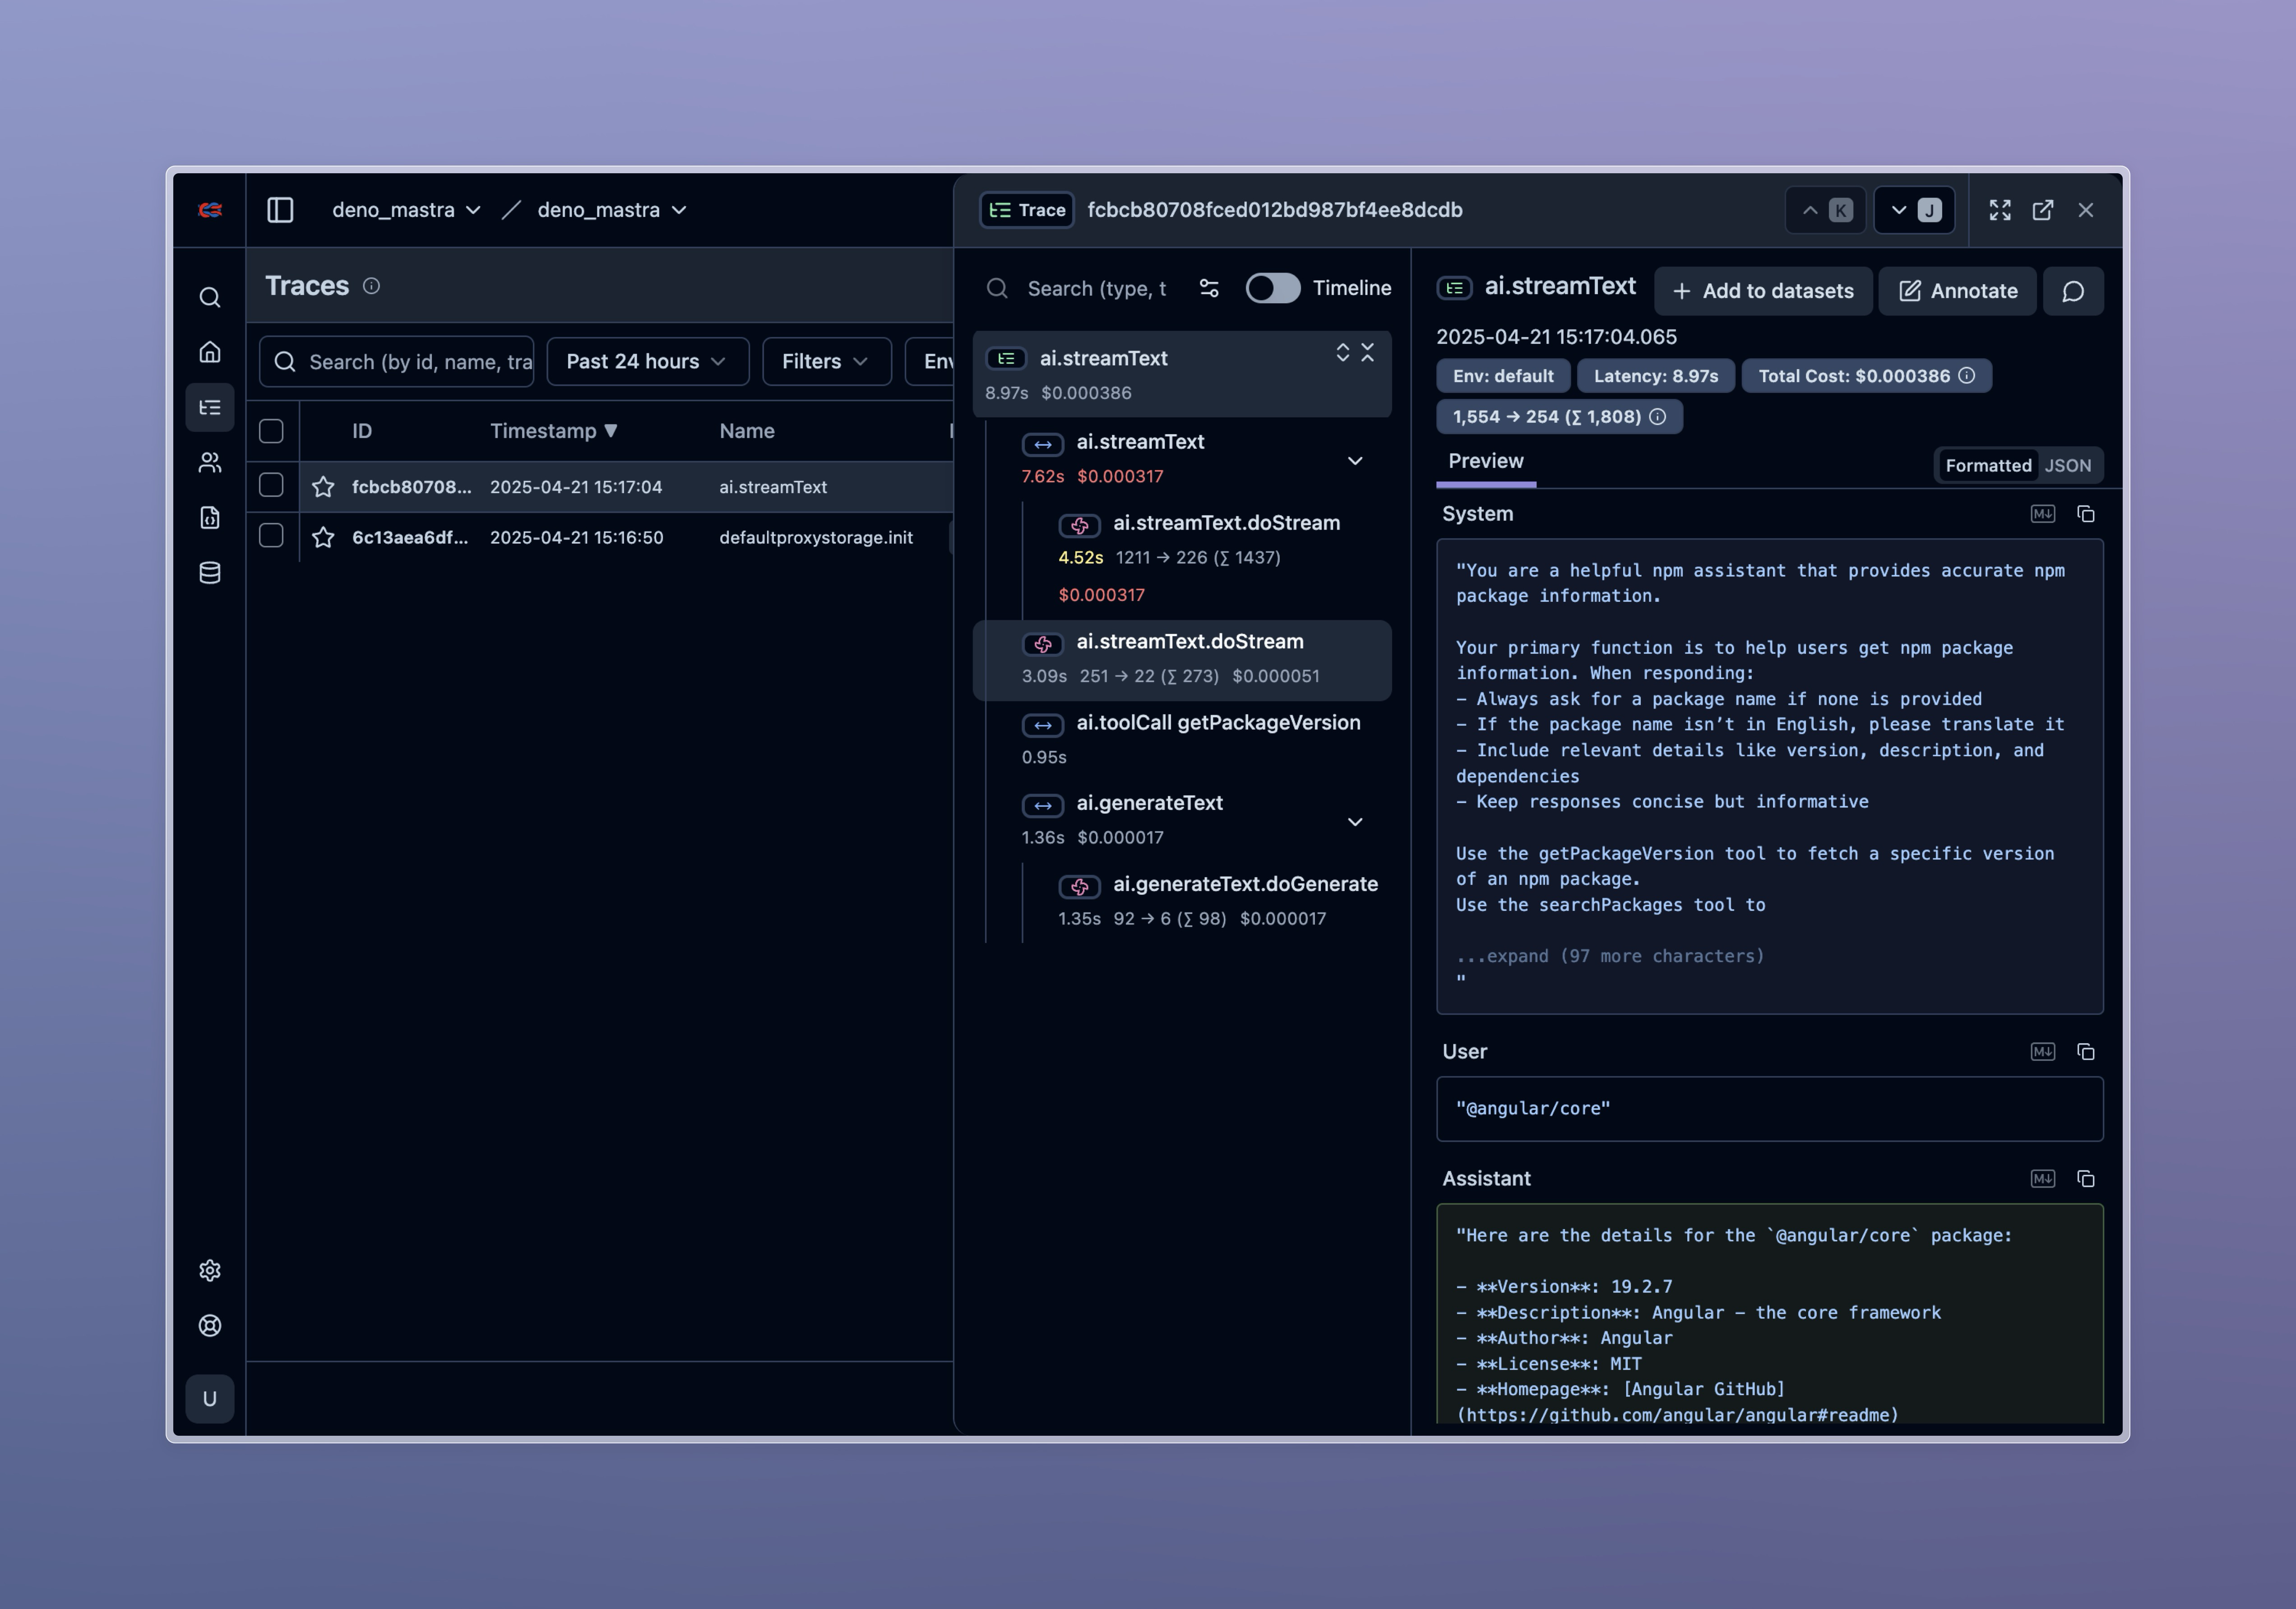 deno_mastra
deno_mastra
Trace
fcbcb80708fced012bd987bf4ee8dcdb
K
J
Traces
Search (by id, name, tra
Past 24 hours
Filters
Env
ID
Timestamp ▼
Name
fcbcb80708...
2025-04-21 15:17:04
ai.streamText
6c13aea6df...
2025-04-21 15:16:50
defaultproxystorage.init
U
Search (type, t
Timeline
ai.streamText
8.97s $0.000386
ai.streamText
7.62s $0.000317
ai.streamText.doStream
4.52s 1211 → 226 (∑ 1437)
$0.000317
ai.streamText.doStream
3.09s 251 → 22 (∑ 273) $0.000051
ai.toolCall getPackageVersion
0.95s
ai.generateText
1.36s $0.000017
ai.generateText.doGenerate
1.35s 92 → 6 (∑ 98) $0.000017
ai.streamText
+ Add to datasets
Annotate
2025-04-21 15:17:04.065
Env: default
Latency: 8.97s
Total Cost: $0.000386
1,554 → 254 (∑ 1,808)
Preview
Formatted
JSON
System
M↓
"You are a helpful npm assistant that provides accurate npm
package information.
Your primary function is to help users get npm package
information. When responding:
– Always ask for a package name if none is provided
– If the package name isn’t in English, please translate it
– Include relevant details like version, description, and
dependencies
– Keep responses concise but informative
Use the getPackageVersion tool to fetch a specific version
of an npm package.
Use the searchPackages tool to
...expand (97 more characters)
"
User
M↓
"@angular/core"
Assistant
M↓
"Here are the details for the `@angular/core` package:
– **Version**: 19.2.7
– **Description**: Angular – the core framework
– **Author**: Angular
– **License**: MIT
– **Homepage**: [Angular GitHub]
(https://github.com/angular/angular#readme)